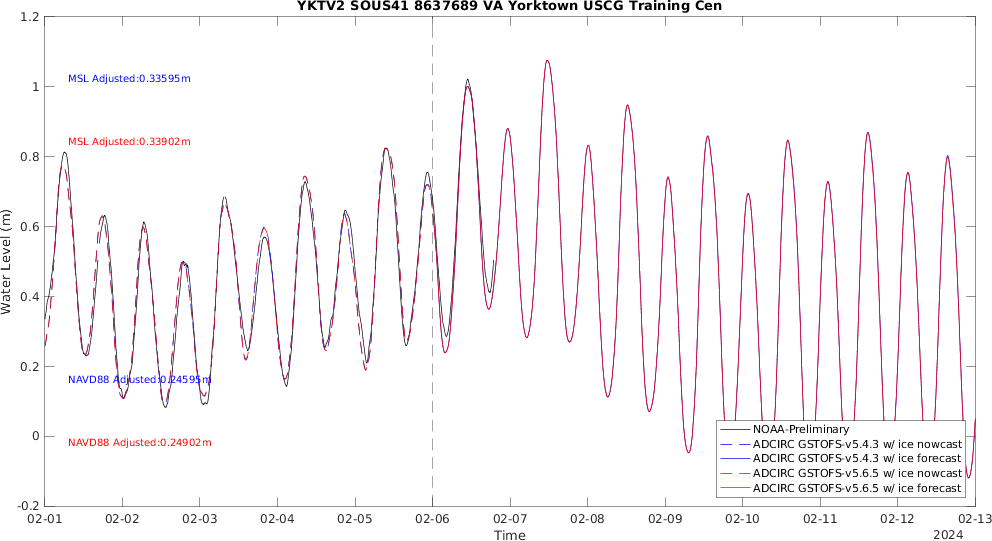 YKTV2 SOUS41 8637689 VA Yorktown USCG Training Cen
1.2
1
0.8
0.6
0.4
0.2
0
-0.2
Water Level (m)
MSL Adjusted:0.33595m
MSL Adjusted:0.33902m
NAVD88 Adjusted:0.24595m
NAVD88 Adjusted:0.24902m
NOAA-Preliminary
ADCIRC GSTOFS-v5.4.3 w/ ice nowcast
ADCIRC GSTOFS-v5.4.3 w/ ice forecast
ADCIRC GSTOFS-v5.6.5 w/ ice nowcast
ADCIRC GSTOFS-v5.6.5 w/ ice forecast
02-01 02-02 02-03 02-04 02-05 02-06 02-07 02-08 02-09 02-10 02-11 02-12 02-13
Time
2024